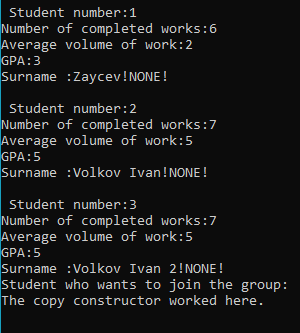 Student number:1
Number of completed works:6
Average volume of work:2
GPA:3
Surname :Zaycev!NONE!
Student number:2
Number of completed works:7
Average volume of work:5
GPA:5
Surname :Volkov Ivan!NONE!
Student number:3
Number of completed works:7
Average volume of work:5
GPA:5
Surname :Volkov Ivan 2!NONE!
Student who wants to join the group:
The copy constructor worked here.